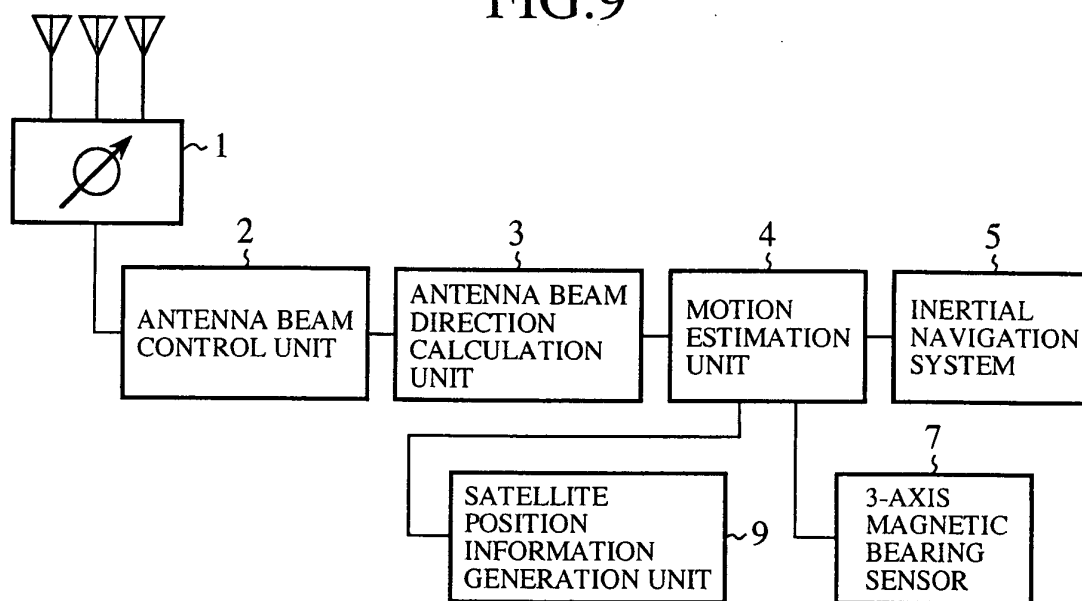 FIG.9
1
2
3
4
5
ANTENNA BEAM
CONTROL UNIT
ANTENNA BEAM
DIRECTION
CALCULATION
UNIT
MOTION
ESTIMATION
UNIT
INERTIAL
NAVIGATION
SYSTEM
7
SATELLITE
POSITION
INFORMATION
GENERATION UNIT
9
3-AXIS
MAGNETIC
BEARING
SENSOR